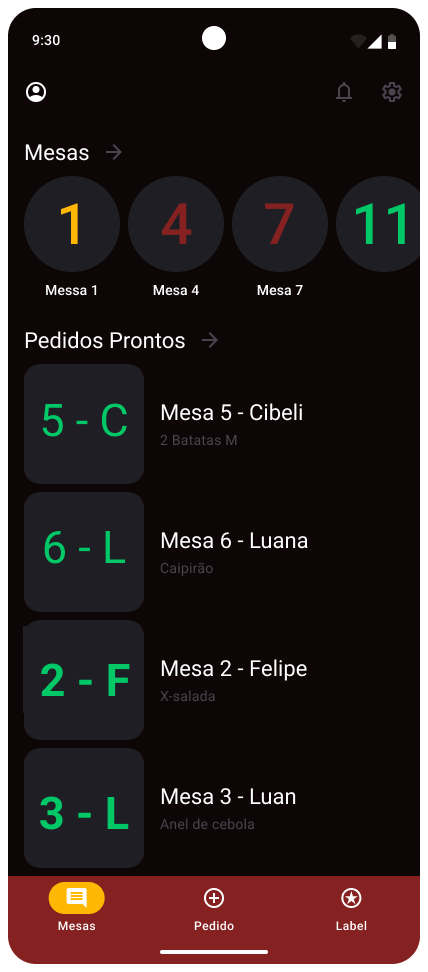 9:30
Mesas
1 4 7 11
Messa 1 Mesa 4 Mesa 7
Pedidos Prontos
5 - C
Mesa 5 - Cibeli
2 Batatas M
6 - L
Mesa 6 - Luana
Caipirão
2 - F
Mesa 2 - Felipe
X-salada
3 - L
Mesa 3 - Luan
Anel de cebola
Mesas Pedido Label